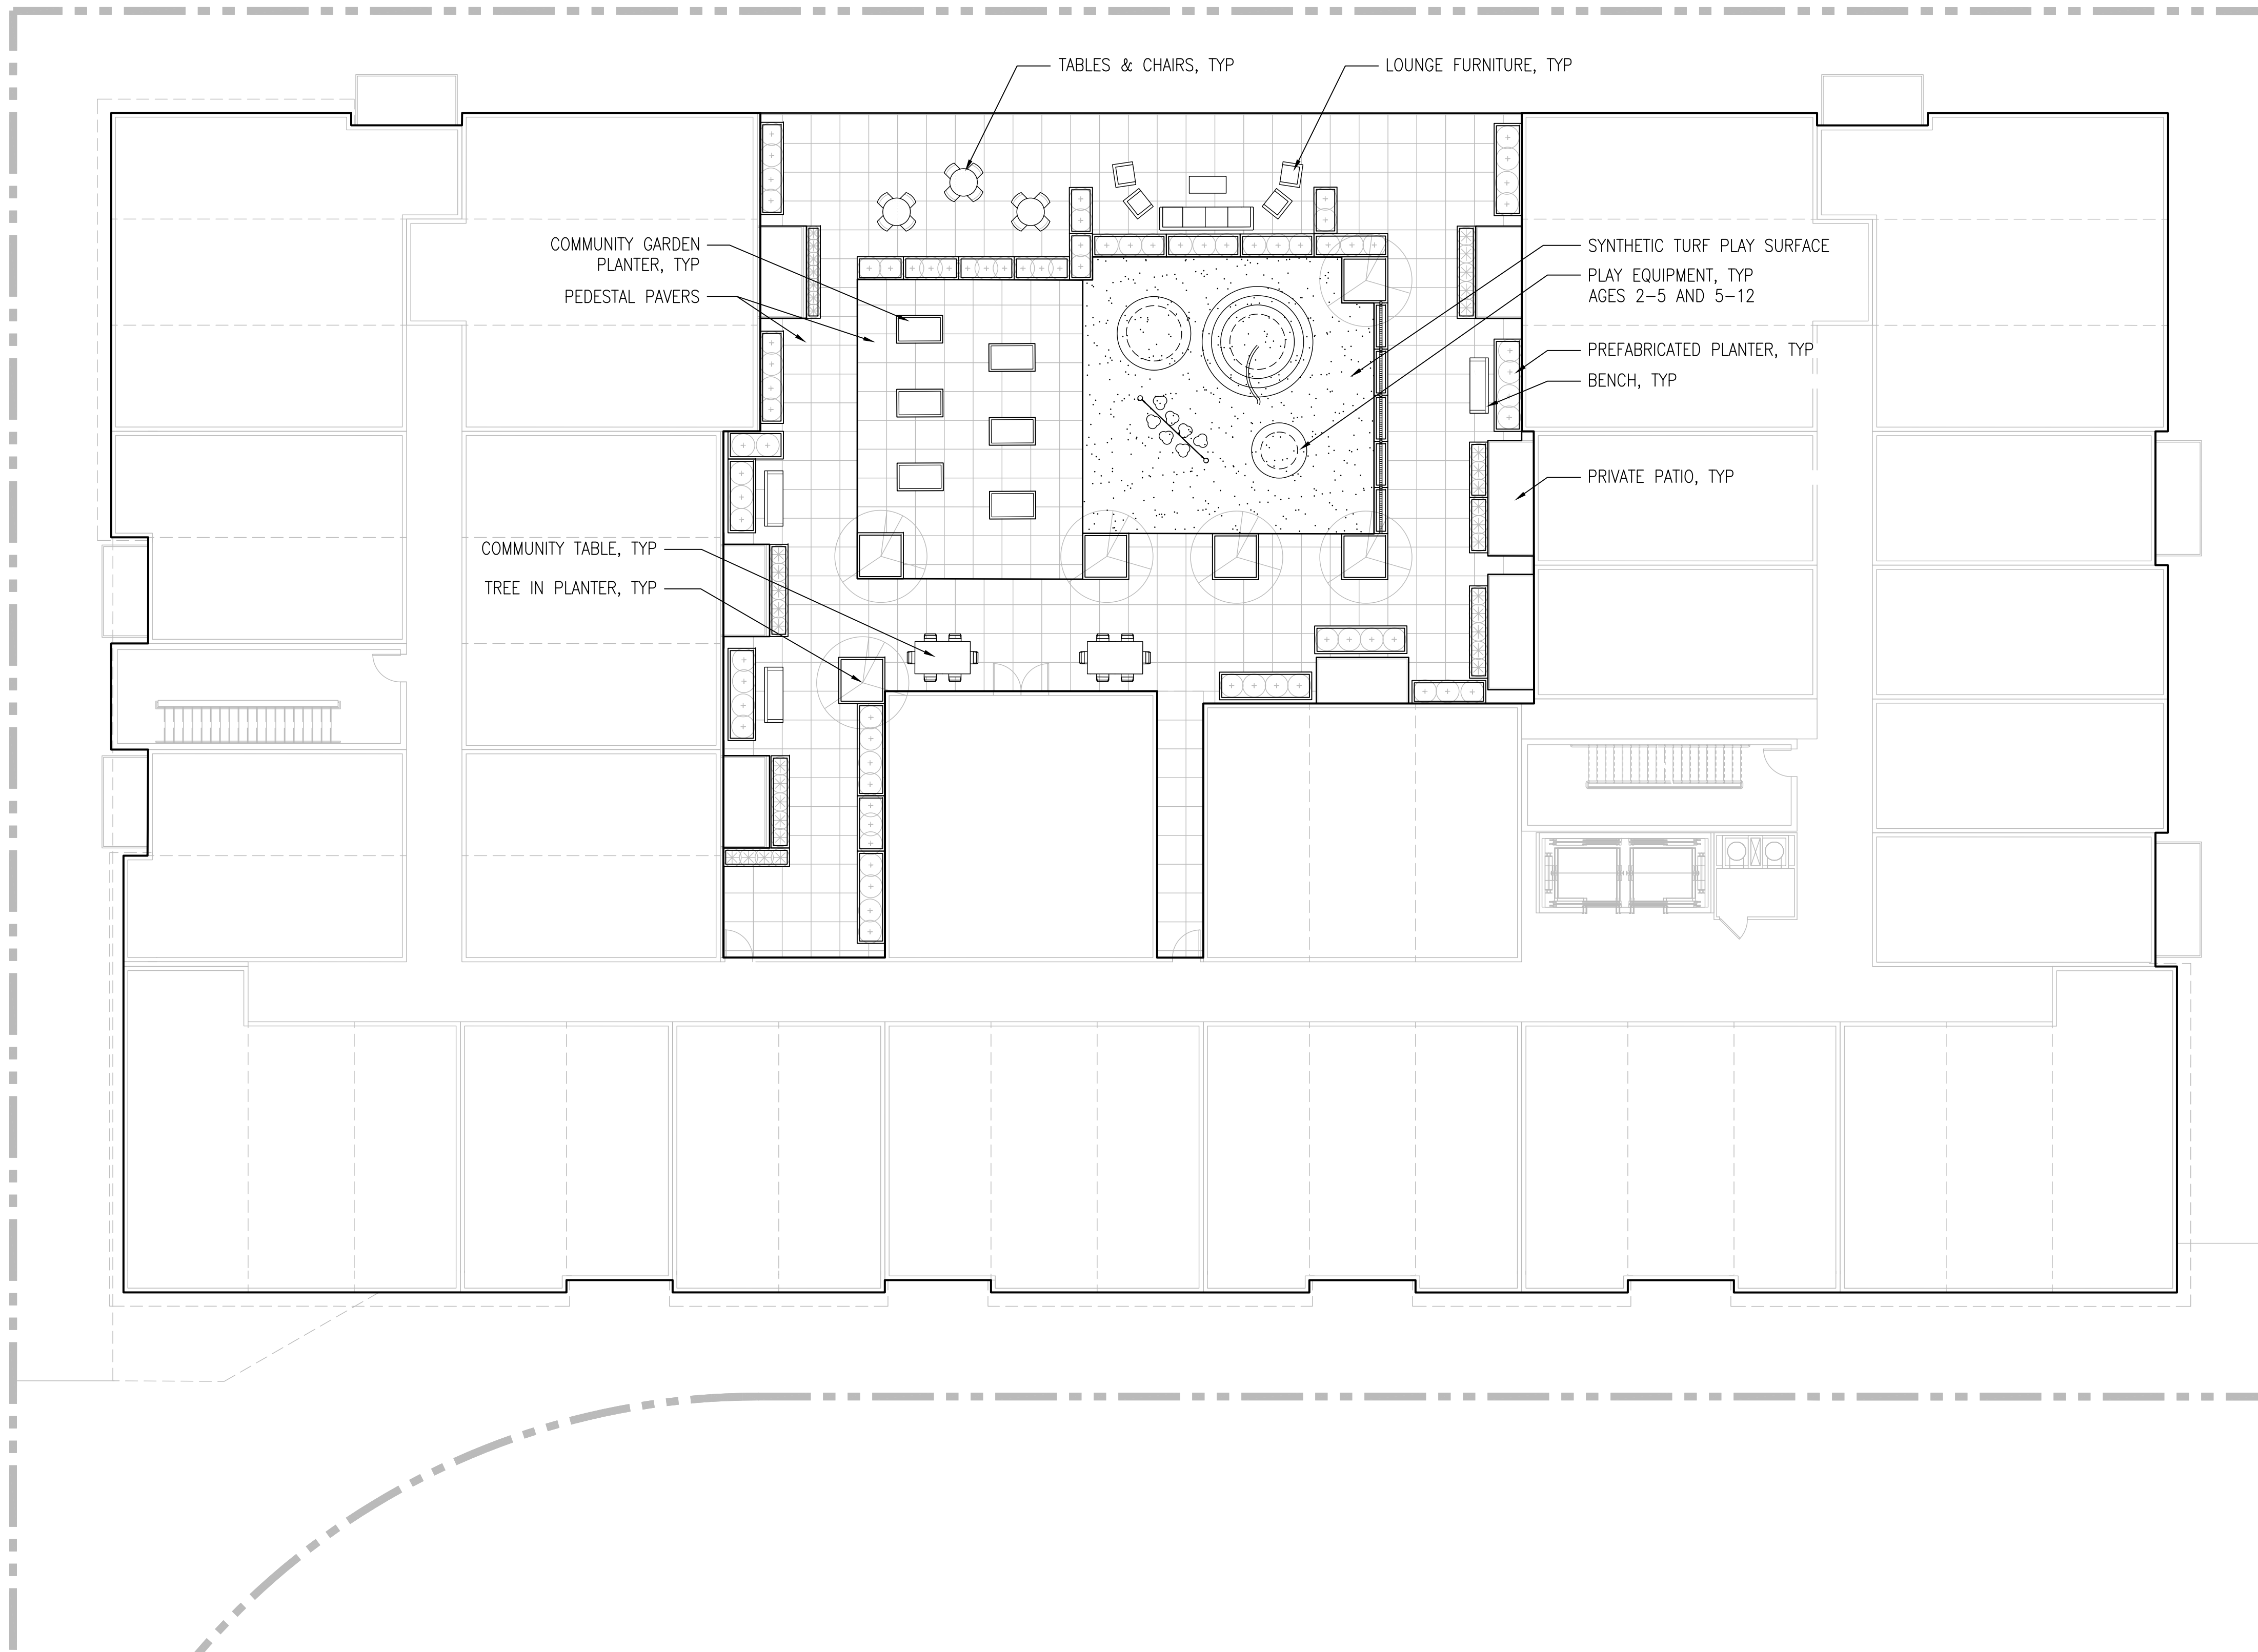 TABLES & CHAIRS, TYP
LOUNGE FURNITURE, TYP
COMMUNITY GARDEN
PLANTER, TYP
PEDESTAL PAVERS
SYNTHETIC TURF PLAY SURFACE
PLAY EQUIPMENT, TYP
AGES 2-5 AND 5-12
PREFABRICATED PLANTER, TYP
BENCH, TYP
PRIVATE PATIO, TYP
COMMUNITY TABLE, TYP
TREE IN PLANTER, TYP